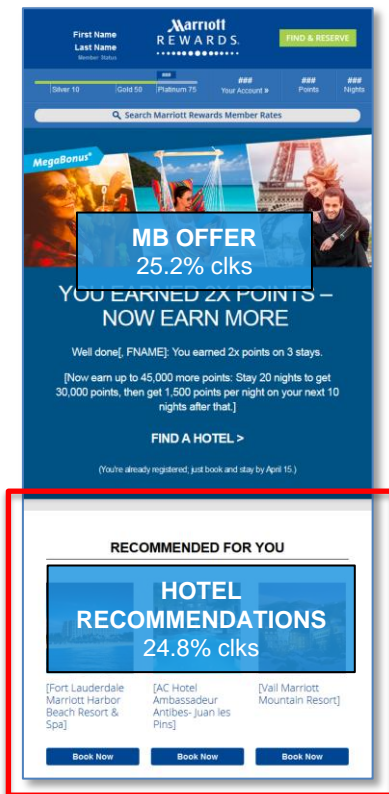 First Name
Last Name
Member Status
Marriott
REWARDS.
FIND & RESERVE
###
Silver 10 Gold 50 Platinum 75
###
Your Account »
###
Points
###
Nights
Search Marriott Rewards Member Rates
MegaBonus®
MB OFFER
25.2% clks
YOU EARNED 2X POINTS –
NOW EARN MORE
Well done[, FNAME]: You earned 2x points on 3 stays.
[Now earn up to 45,000 more points: Stay 20 nights to get
30,000 points, then get 1,500 points per night on your next 10
nights after that.]
FIND A HOTEL >
(You're already registered; just book and stay by April 15.)
RECOMMENDED FOR YOU
HOTEL
RECOMMENDATIONS
24.8% clks
[Fort Lauderdale
Marriott Harbor
Beach Resort &
Spa]
[AC Hotel
Ambassadeur
Antibes- Juan les
Pins]
[Vail Marriott
Mountain Resort]
Book Now
Book Now
Book Now